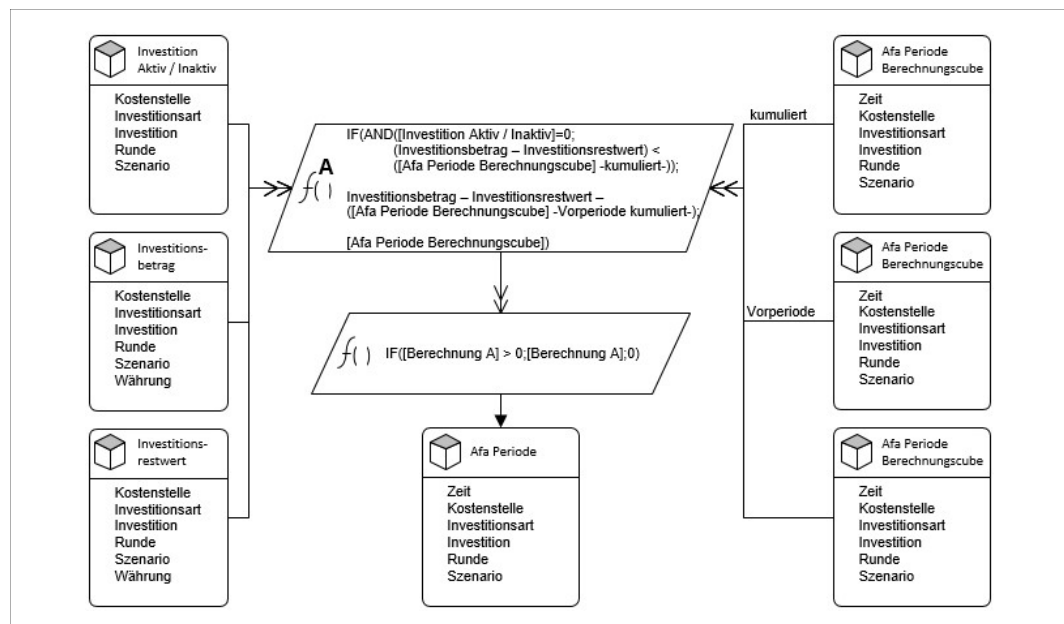 Investition
Aktiv / Inaktiv
Kostenstelle
Investitionsart
Investition
Runde
Szenario
Investitions-
betrag
Kostenstelle
Investitionsart
Investition
Runde
Szenario
Währung
Investitions-
restwert
Kostenstelle
Investitionsart
Investition
Runde
Szenario
Währung
A
f( )
IF(AND([Investition Aktiv / Inaktiv]=0;
(Investitionsbetrag – Investitionsrestwert) <
([Afa Periode Berechnungscube] -kumuliert-));
Investitionsbetrag – Investitionsrestwert –
([Afa Periode Berechnungscube] -Vorperiode kumuliert-);
[Afa Periode Berechnungscube])
f( ) IF([Berechnung A] > 0;[Berechnung A];0)
Afa Periode
Zeit
Kostenstelle
Investitionsart
Investition
Runde
Szenario
kumuliert
Afa Periode
Berechnungscube
Zeit
Kostenstelle
Investitionsart
Investition
Runde
Szenario
Vorperiode
Afa Periode
Berechnungscube
Zeit
Kostenstelle
Investitionsart
Investition
Runde
Szenario
Afa Periode
Berechnungscube
Zeit
Kostenstelle
Investitionsart
Investition
Runde
Szenario